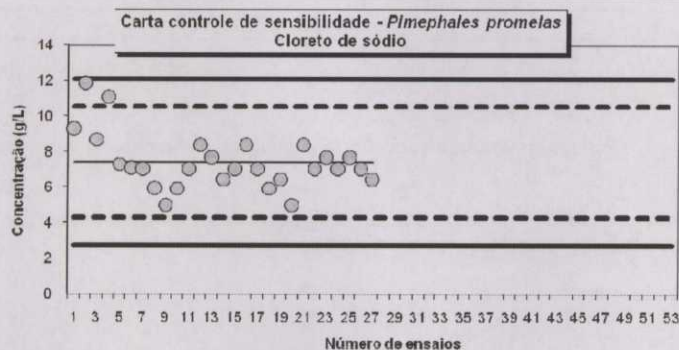 Carta controle de sensibilidade - Pimephales promelas
Cloreto de sódio
Concentração (g/L)
14
12
10
8
6
4
2
0
1 3 5 7 9 11 13 15 17 19 21 23 25 27 29 31 33 35 37 39 41 43 45 47 49 51 53
Número de ensaios